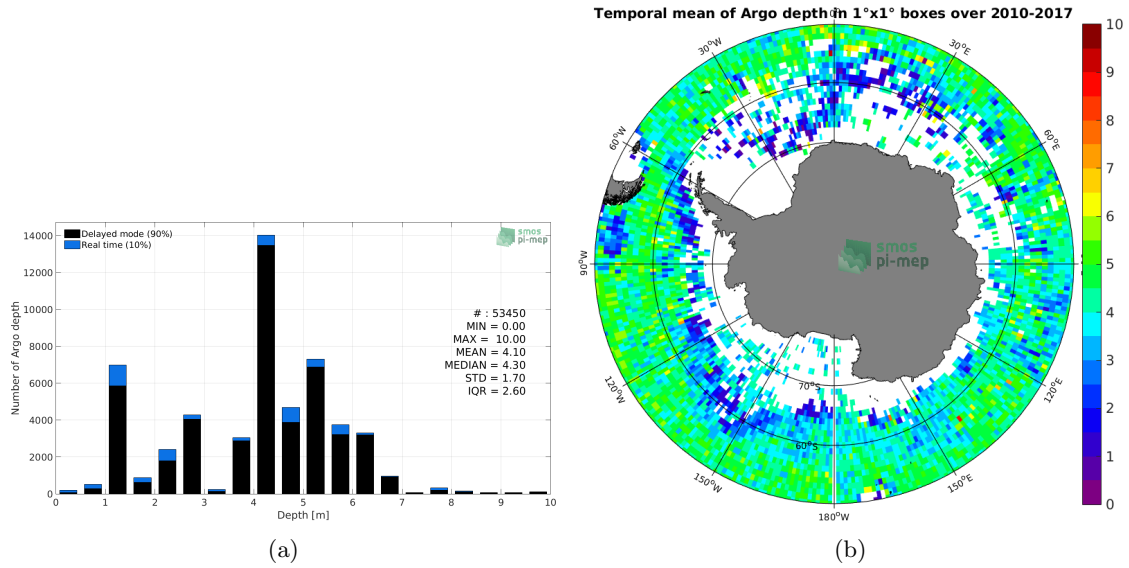 Temporal mean of Argo depth in 1°x1° boxes over 2010-2017
Delayed mode (90%)
Real time (10%)
smos
pi-mep
# : 53450
MIN = 0.00
MAX = 10.00
MEAN = 4.10
MEDIAN = 4.30
STD = 1.70
IQR = 2.60
Number of Argo depth
14000
12000
10000
8000
6000
4000
2000
0
0 1 2 3 4 5 6 7 8 9 10
Depth [m]
(a)
30°W
30°E
60°W
60°E
90°W
smos
pi-mep
120°W
120°E
70°S
60°S
150°W
150°E
180°W
10
9
8
7
6
5
4
3
2
1
0
(b)